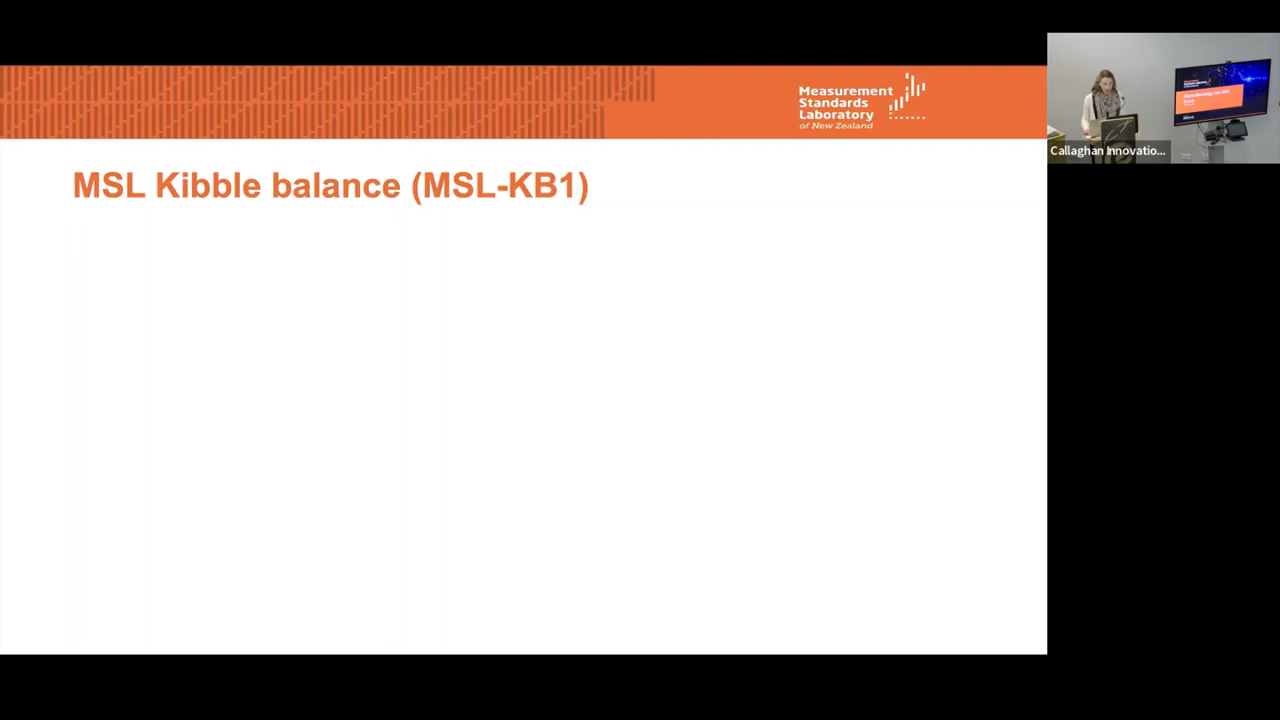 Measurement
Standards
Laboratory
of New Zealand
MSL Kibble balance (MSL-KB1)
Callaghan Innovatio...